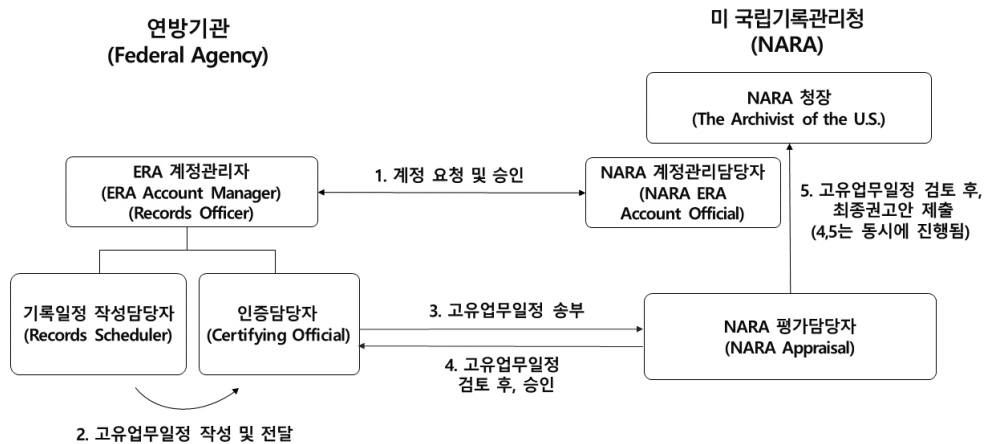 연방기관
(Federal Agency)
미 국립기록관리청
(NARA)
NARA 청장
(The Archivist of the U.S.)
ERA 계정관리자
(ERA Account Manager)
(Records Officer)
1. 계정 요청 및 승인
NARA 계정관리담당자
(NARA ERA
Account Official)
5. 고유업무일정 검토 후,
최종권고안 제출
(4,5는 동시에 진행됨)
기록일정 작성담당자
(Records Scheduler)
인증담당자
(Certifying Official)
3. 고유업무일정 송부
4. 고유업무일정
검토 후, 승인
NARA 평가담당자
(NARA Appraisal)
2. 고유업무일정 작성 및 전달